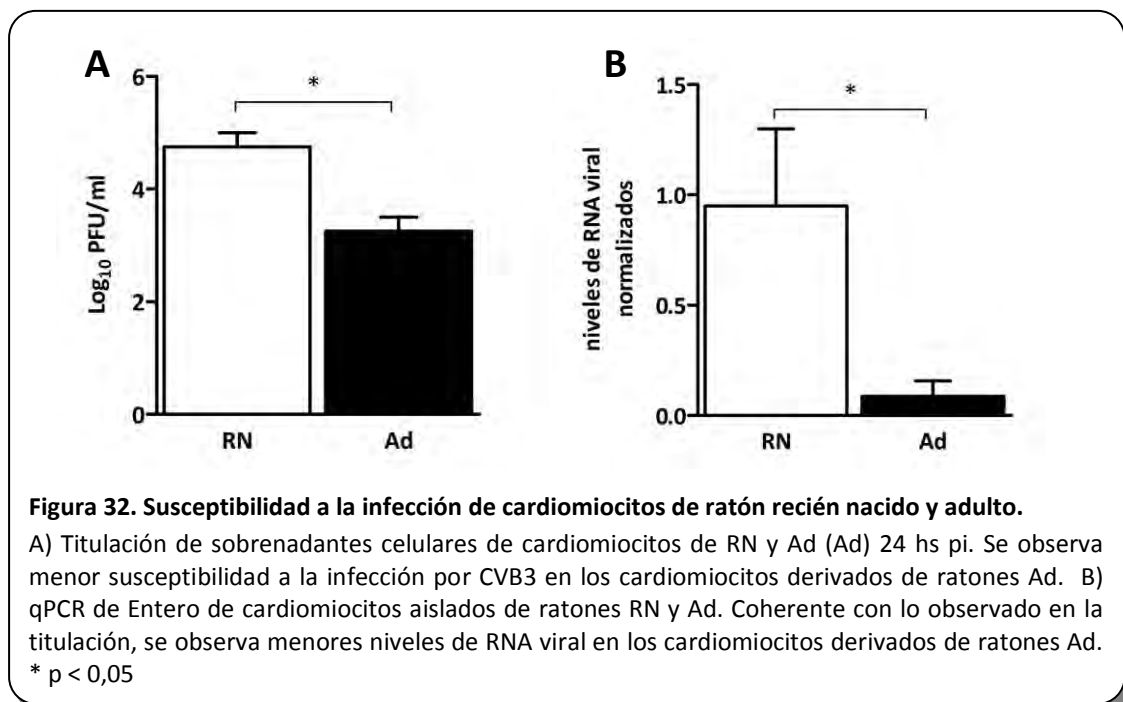 A
B
6
4
2
0
Log10 PFU/ml
*
RN
Ad
1.5
1.0
0.5
0.0
niveles de RNA viral
normalizados
*
RN
Ad
Figura 32. Susceptibilidad a la infección de cardiomiocitos de ratón recién nacido y adulto.
A) Titulación de sobrenadantes celulares de cardiomiocitos de RN y Ad (Ad) 24 hs pi. Se observa
menor susceptibilidad a la infección por CVB3 en los cardiomiocitos derivados de ratones Ad. B)
qPCR de Entero de cardiomiocitos aislados de ratones RN y Ad. Coherente con lo observado en la
titulación, se observa menores niveles de RNA viral en los cardiomiocitos derivados de ratones Ad.
* p < 0,05